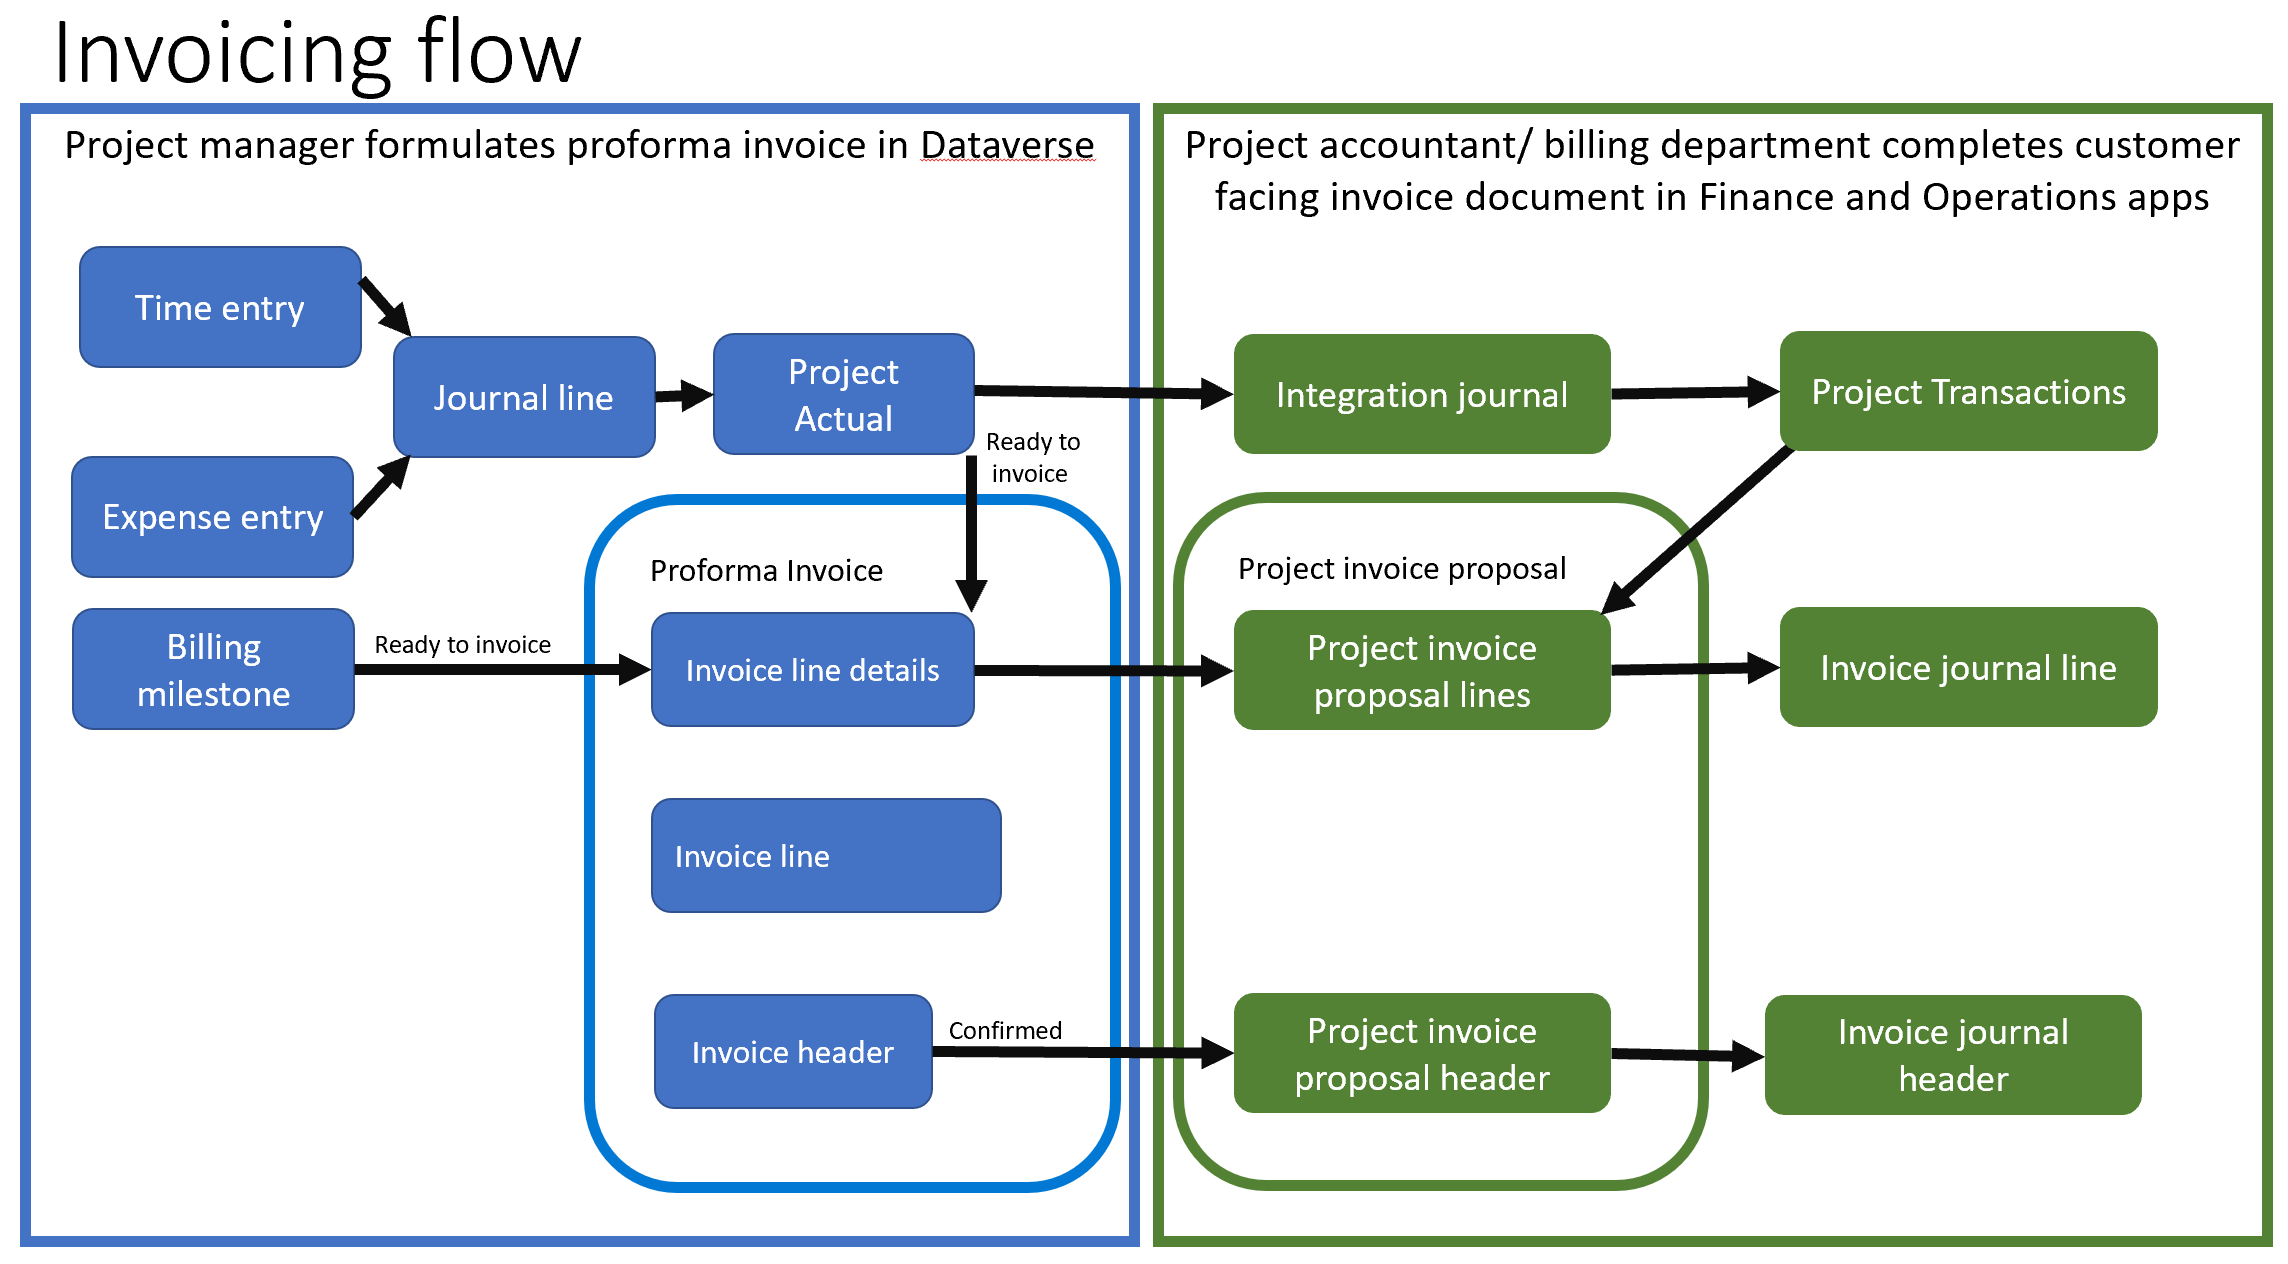 Invoicing flow
Project manager formulates proforma invoice in Dataverse
Time entry
Expense entry
Journal line
Project
Actual
Ready to
invoice
Billing
milestone
Ready to invoice
Proforma Invoice
Invoice line details
Invoice line
Invoice header
Confirmed
Project accountant/ billing department completes customer
facing invoice document in Finance and Operations apps
Integration journal
Project Transactions
Project invoice proposal
Project invoice
proposal lines
Invoice journal line
Project invoice
proposal header
Invoice journal
header